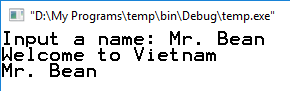 "D:\My Programs\temp\bin\Debug\temp.exe"
Input a name: Mr. Bean
Welcome to Vietnam
Mr. Bean